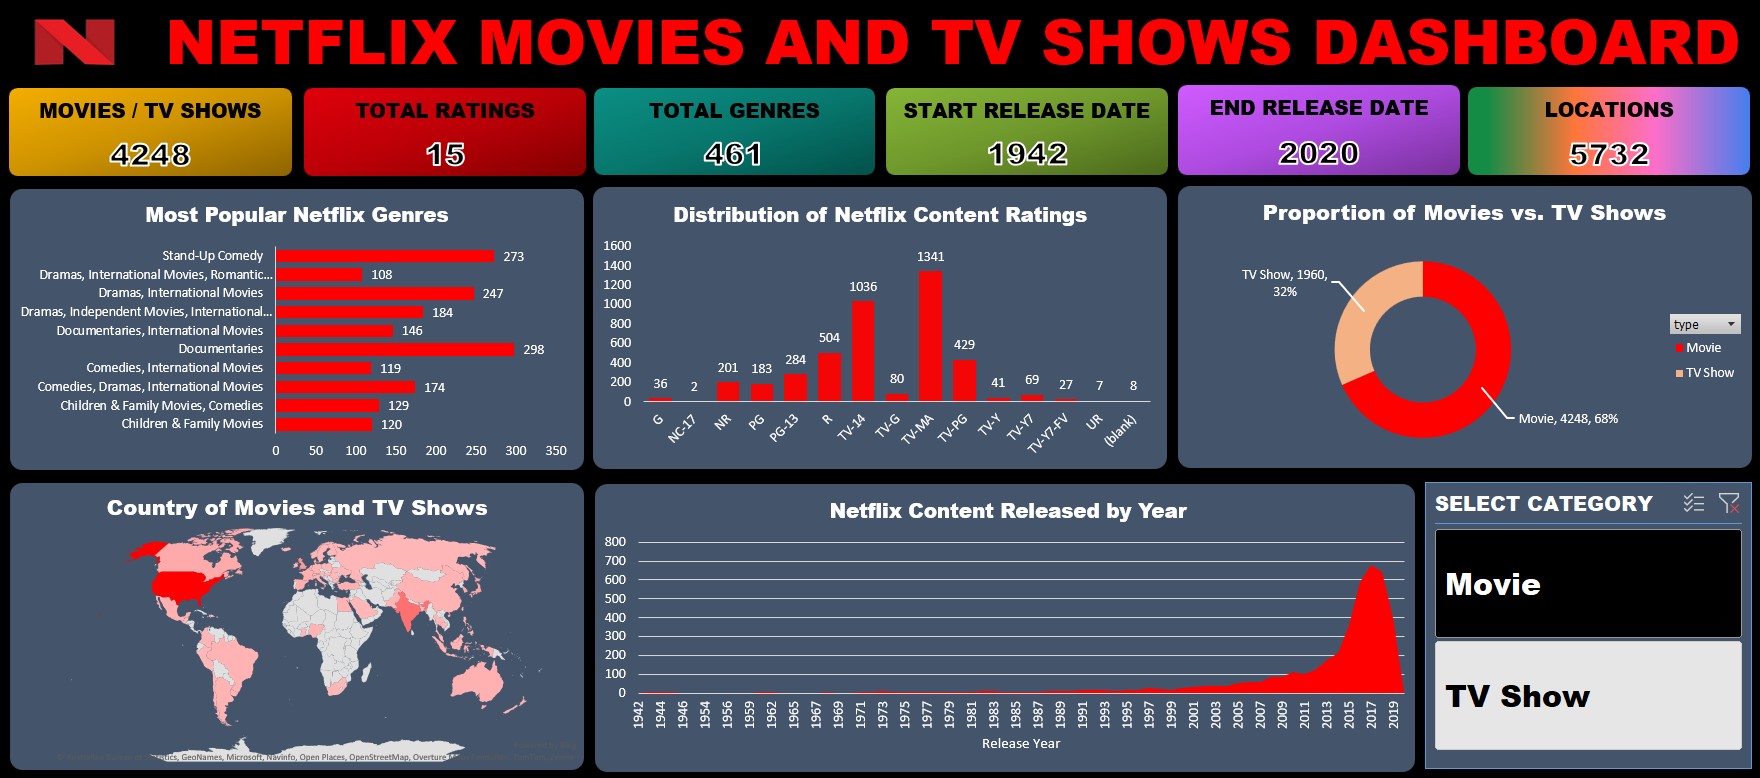 N
NETFLIX MOVIES AND TV SHOWS DASHBOARD
MOVIES / TV SHOWS
4248
TOTAL RATINGS
15
TOTAL GENRES
461
START RELEASE DATE
1942
END RELEASE DATE
2020
LOCATIONS
5732
Most Popular Netflix Genres
Stand-Up Comedy 273
Dramas, International Movies, Romantic... 108
Dramas, International Movies 247
Dramas, Independent Movies, International... 184
Documentaries, International Movies 146
Documentaries 298
Comedies, International Movies 119
Comedies, Dramas, International Movies 174
Children & Family Movies, Comedies 129
Children & Family Movies 120
0 50 100 150 200 250 300 350
Distribution of Netflix Content Ratings
1600
1400
1200
1000
800
600
400
200
0
36 2 201 183 284 504 1036 80 1341 429 41 69 27 7 8
G NC-17 NR PG PG-13 R TV-14 TV-G TV-MA TV-PG TV-Y TV-Y7 TV-Y7-FV UR (blank)
Proportion of Movies vs. TV Shows
TV Show, 1960,
32%
type
Movie
TV Show
Movie, 4248, 68%
Country of Movies and TV Shows
GeoNames, Microsoft, Navinfo, Open Places, OpenStreetMap, Overture
Netflix Content Released by Year
800
700
600
500
400
300
200
100
0
1942 1944 1946 1954 1956 1959 1962 1965 1967 1969 1971 1973 1975 1977 1979 1981 1983 1985 1987 1989 1991 1993 1995 1997 1999 2001 2003 2005 2007 2009 2011 2013 2015 2017 2019
Release Year
SELECT CATEGORY
Movie
TV Show